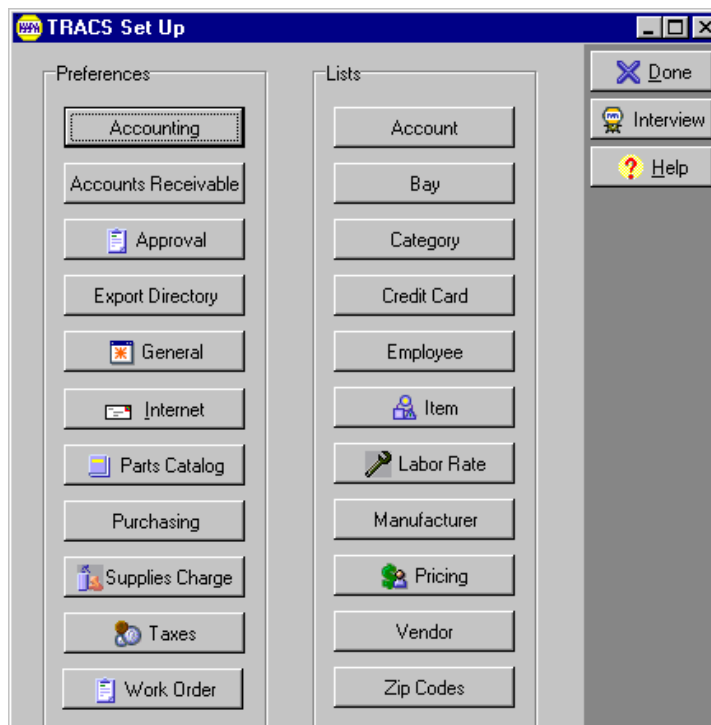 TRACS Set Up
Preferences
Accounting
Accounts Receivable
Approval
Export Directory
General
Internet
Parts Catalog
Purchasing
Supplies Charge
Taxes
Work Order
Lists
Account
Bay
Category
Credit Card
Employee
Item
Labor Rate
Manufacturer
Pricing
Vendor
Zip Codes
Done
Interview
Help